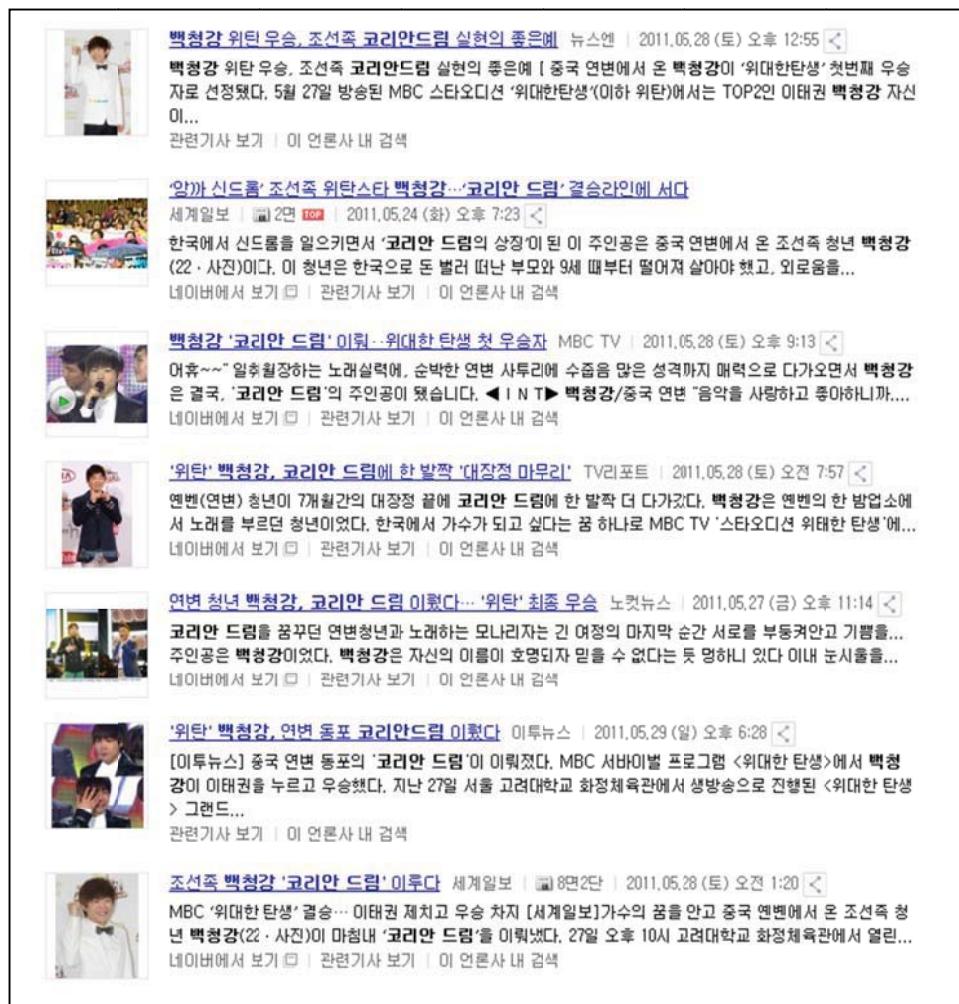 백청강 위탄 우승, 조선족 코리안드림 실현의 좋은예 뉴스엔 | 2011.05.28 (토) 오후 12:55
백청강 위탄 우승, 조선족 코리안드림 실현의 좋은예 [ 중국 연변에서 온 백청강이 '위대한탄생' 첫번째 우승
자로 선정됐다. 5월 27일 방송된 MBC 스타오디션 '위대한탄생'(이하 위탄)에서는 TOP2인 이태권 백청강 자신
이...
관련기사 보기 | 이 언론사 내 검색
'앙까 신드롬' 조선족 위탄스타 백청강…'코리안 드림' 결승라인에 서다
세계일보 | 2면 TOP | 2011.05.24 (화) 오후 7:23
한국에서 신드롬을 일으키면서 '코리안 드림의 상징'이 된 이 주인공은 중국 연변에서 온 조선족 청년 백청강
(22·사진)이다. 이 청년은 한국으로 돈 벌러 떠난 부모와 9세 때부터 떨어져 살아야 했고, 외로움을...
네이버에서 보기 | 관련기사 보기 | 이 언론사 내 검색
백청강 '코리안 드림' 이뤄‥위대한 탄생 첫 우승자 MBC TV | 2011.05.28 (토) 오후 9:13
어휴~~" 일취월장하는 노래실력에, 순박한 연변 사투리에 수줍음 많은 성격까지 매력으로 다가오면서 백청강
은 결국, '코리안 드림'의 주인공이 됐습니다. ◀INT▶ 백청강/중국 연변 "음악을 사랑하고 좋아하니까....
네이버에서 보기 | 관련기사 보기 | 이 언론사 내 검색
'위탄' 백청강, 코리안 드림에 한 발짝 '대장정 마무리' TV리포트 | 2011.05.28 (토) 오전 7:57
옌벤(연변) 청년이 7개월간의 대장정 끝에 코리안 드림에 한 발짝 더 다가갔다. 백청강은 옌벤의 한 밤업소에
서 노래를 부르던 청년이었다. 한국에서 가수가 되고 싶다는 꿈 하나로 MBC TV '스타오디션 위태한 탄생'에...
네이버에서 보기 | 관련기사 보기 | 이 언론사 내 검색
연변 청년 백청강, 코리안 드림 이뤘다… '위탄' 최종 우승 노컷뉴스 | 2011.05.27 (금) 오후 11:14
코리안 드림을 꿈꾸던 연변청년과 노래하는 모나리자는 긴 여정의 마지막 순간 서로를 부둥켜안고 기쁨을...
주인공은 백청강이었다. 백청강은 자신의 이름이 호명되자 믿을 수 없다는 듯 멍하니 있다 이내 눈시울을...
네이버에서 보기 | 관련기사 보기 | 이 언론사 내 검색
'위탄' 백청강, 연변 동포 코리안드림 이뤘다 이투뉴스 | 2011.05.29 (일) 오후 6:28
[이투뉴스] 중국 연변 동포의 '코리안 드림'이 이뤄졌다. MBC 서바이벌 프로그램 <위대한 탄생>에서 백청
강이 이태권을 누르고 우승했다. 지난 27일 서울 고려대학교 화정체육관에서 생방송으로 진행된 <위대한 탄생
> 그랜드...
관련기사 보기 | 이 언론사 내 검색
조선족 백청강 '코리안 드림' 이루다 세계일보 | 8면2단 | 2011.05.28 (토) 오전 1:20
MBC '위대한 탄생' 결승… 이태권 제치고 우승 차지 [세계일보]가수의 꿈을 안고 중국 옌볜에서 온 조선족 청
년 백청강(22·사진)이 마침내 '코리안 드림'을 이뤄냈다. 27일 오후 10시 고려대학교 화정체육관에서 열린...
네이버에서 보기 | 관련기사 보기 | 이 언론사 내 검색